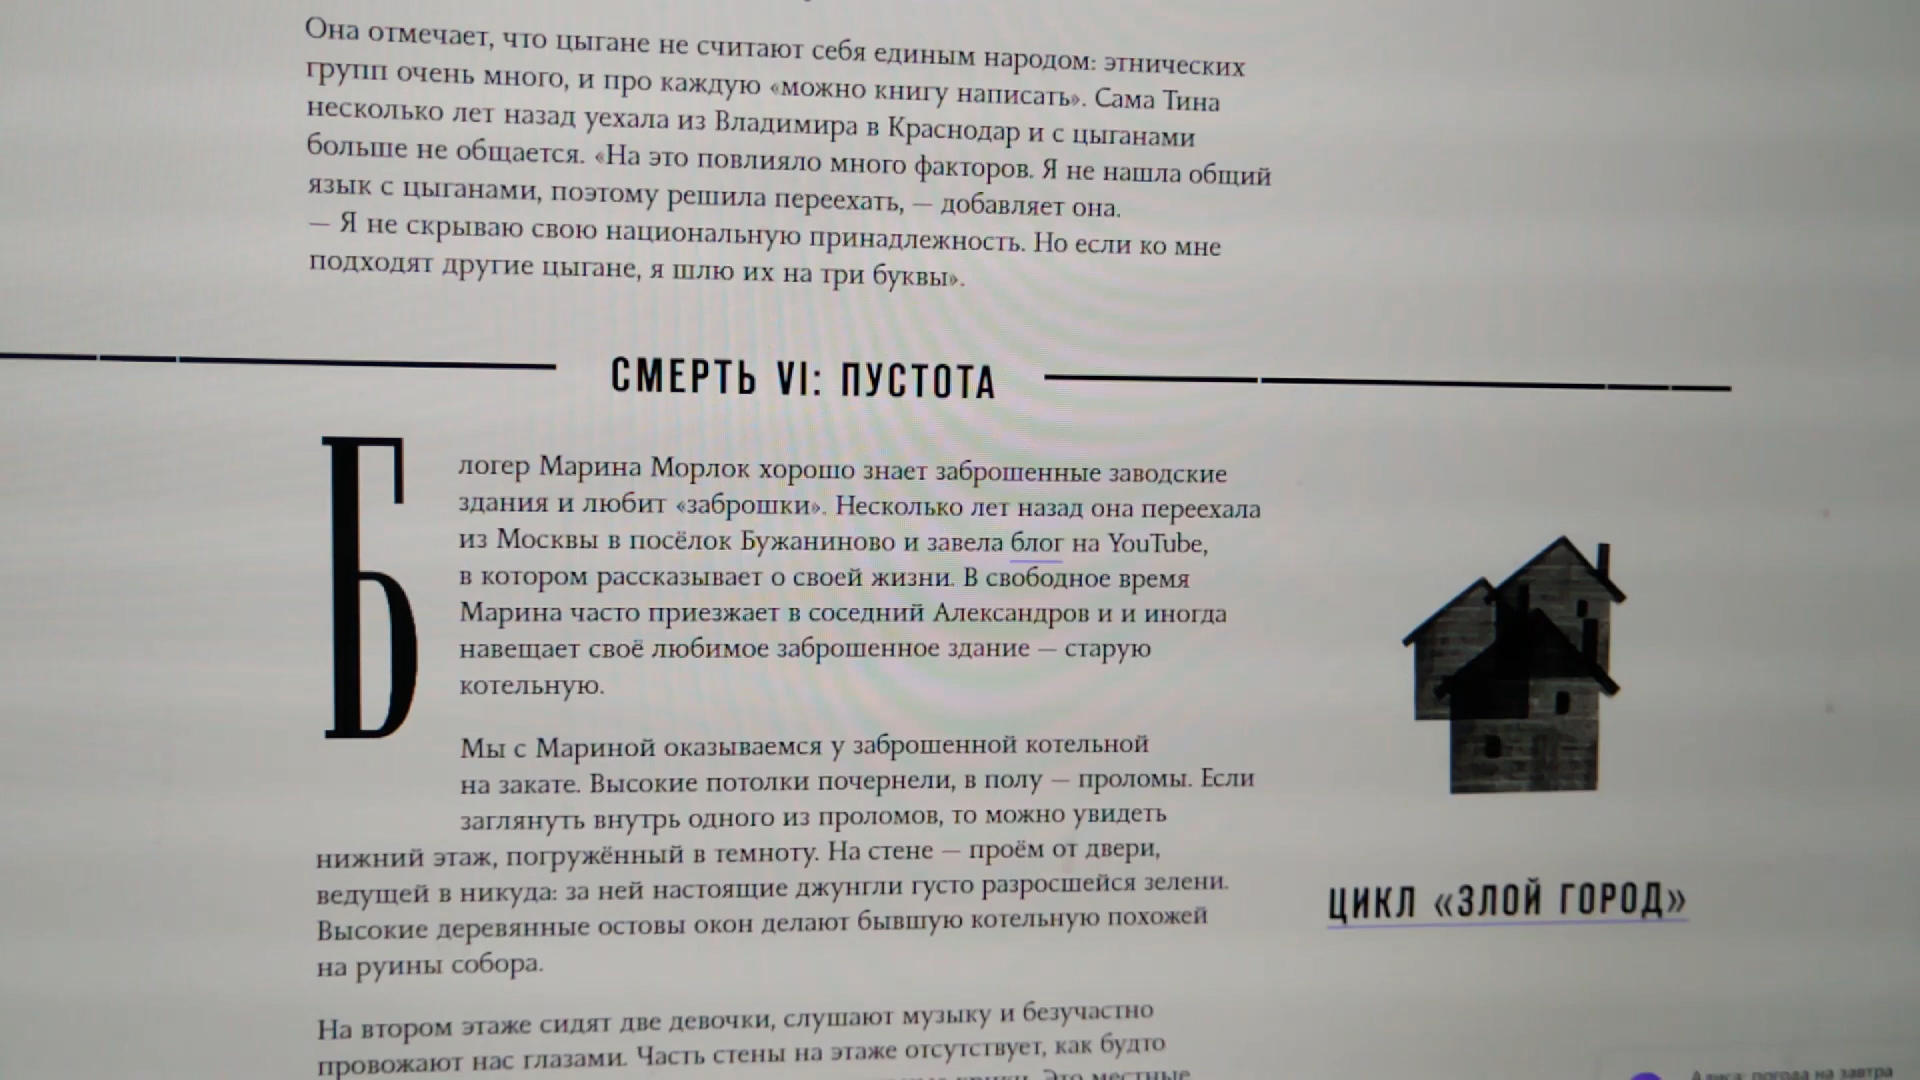 Она отмечает, что цыгане не считают себя единым народом: этнических
групп очень много, и про каждую «можно книгу написать». Сама Тина
несколько лет назад уехала из Владимира в Краснодар и с цыганами
больше не общается. «На это повлияло много факторов. Я не нашла общий
язык с цыганами, поэтому решила переехать, — добавляет она.
— Я не скрываю свою национальную принадлежность. Но если ко мне
подходят другие цыгане, я шлю их на три буквы».
СМЕРТЬ VI: ПУСТОТА
Блогер Марина Морлок хорошо знает заброшенные заводские
здания и любит «заброшки». Несколько лет назад она переехала
из Москвы в посёлок Бужаниново и завела блог на YouTube,
в котором рассказывает о своей жизни. В свободное время
Марина часто приезжает в соседний Александров и и иногда
навещает своё любимое заброшенное здание — старую
котельную.
Мы с Мариной оказываемся у заброшенной котельной
на закате. Высокие потолки почернели, в полу — проломы. Если
заглянуть внутрь одного из проломов, то можно увидеть
нижний этаж, погружённый в темноту. На стене — проём от двери,
ведущей в никуда: за ней настоящие джунгли густо разросшейся зелени.
Высокие деревянные остовы окон делают бывшую котельную похожей
на руины собора.
На втором этаже сидят две девочки, слушают музыку и безучастно
провожают нас глазами. Часть стены на этаже отсутствует, как будто
Это местные
ЦИКЛ «ЗЛОЙ ГОРОД»
Алиса: погода на завтра